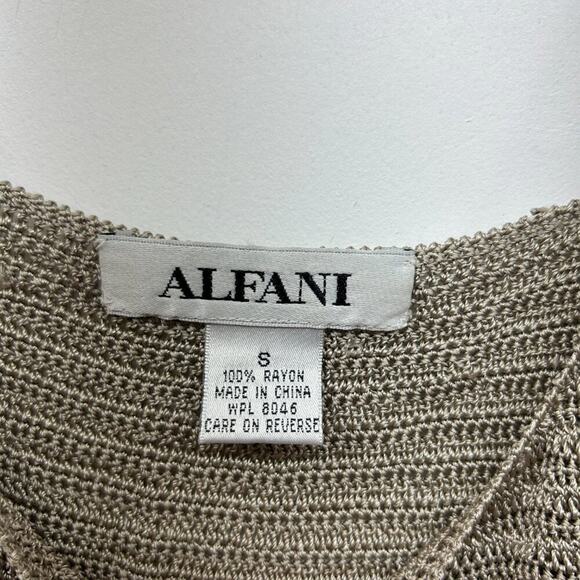 ALFANI
S
100% RAYON
MADE IN CHINA
WPL 8046
CARE ON REVERSE